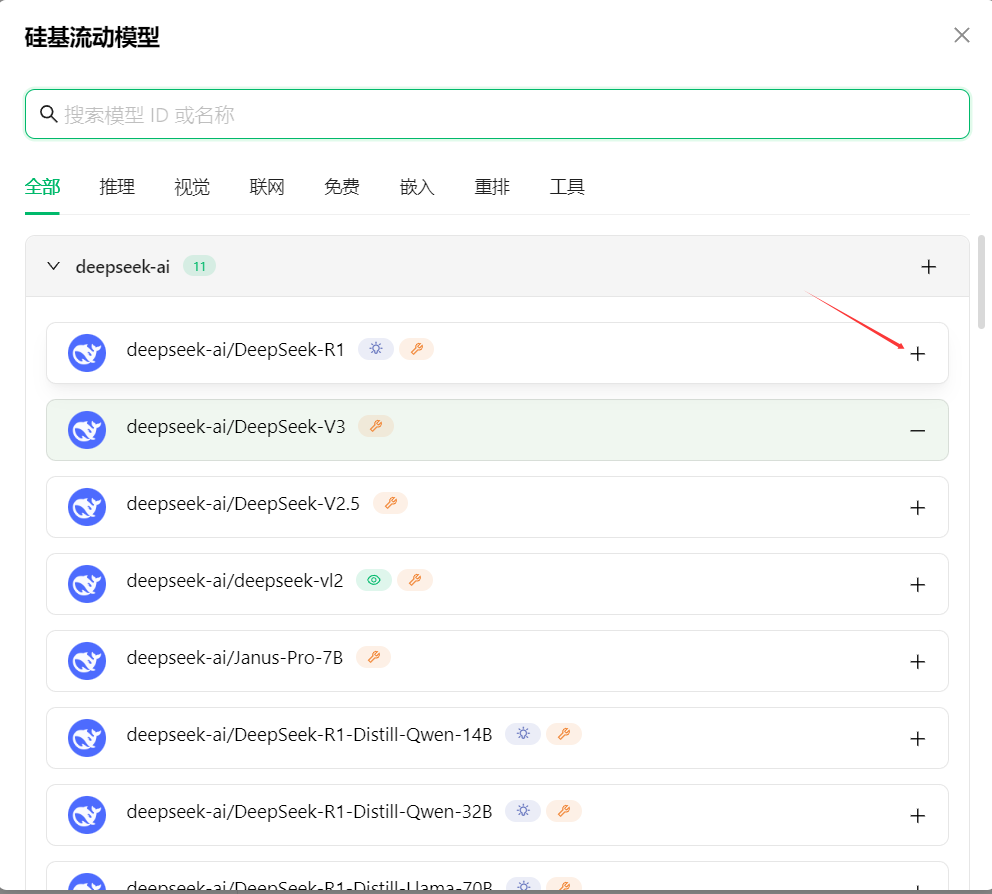 硅基流动模型
搜索模型 ID 或名称
全部 推理 视觉 联网 免费 嵌入 重排 工具
deepseek-ai 11
deepseek-ai/DeepSeek-R1
deepseek-ai/DeepSeek-V3
deepseek-ai/DeepSeek-V2.5
deepseek-ai/deepseek-vl2
deepseek-ai/Janus-Pro-7B
deepseek-ai/DeepSeek-R1-Distill-Qwen-14B
deepseek-ai/DeepSeek-R1-Distill-Qwen-32B
deepseek-ai/DeepSeek-R1-Distill-Llama-70B